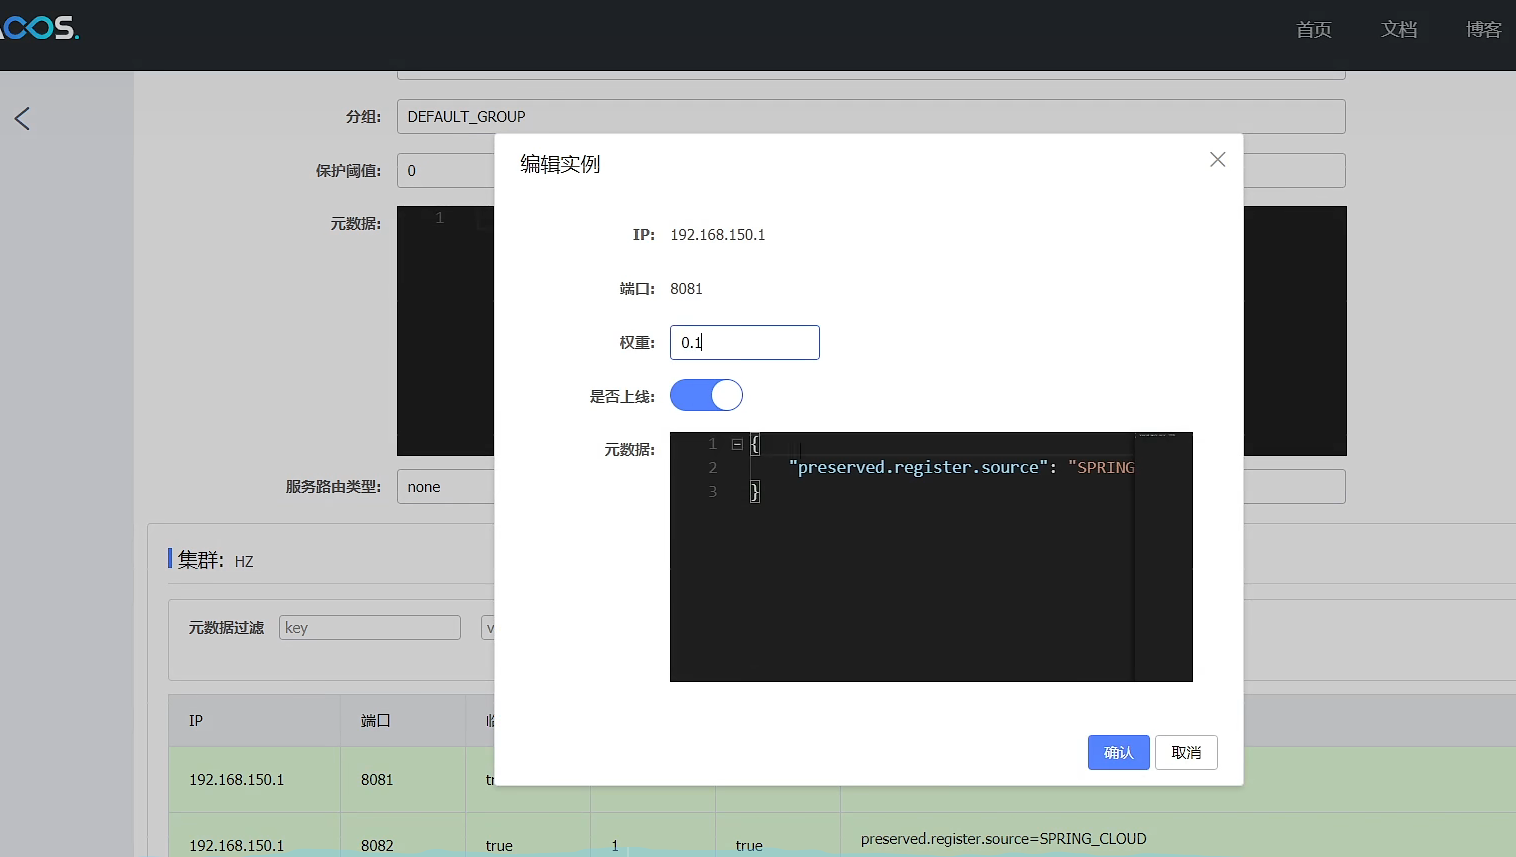 ACOS.
首页 文档 博客
分组: DEFAULT_GROUP
保护阈值: 0
元数据: 1
服务路由类型: none
集群: HZ
元数据过滤 key
IP 端口
192.168.150.1 8081
192.168.150.1 8082 true 1 true preserved.register.source=SPRING_CLOUD
编辑实例
IP: 192.168.150.1
端口: 8081
权重: 0.1
是否上线:
元数据: 1 {
2 "preserved.register.source": "SPRING
3 }
确认 取消